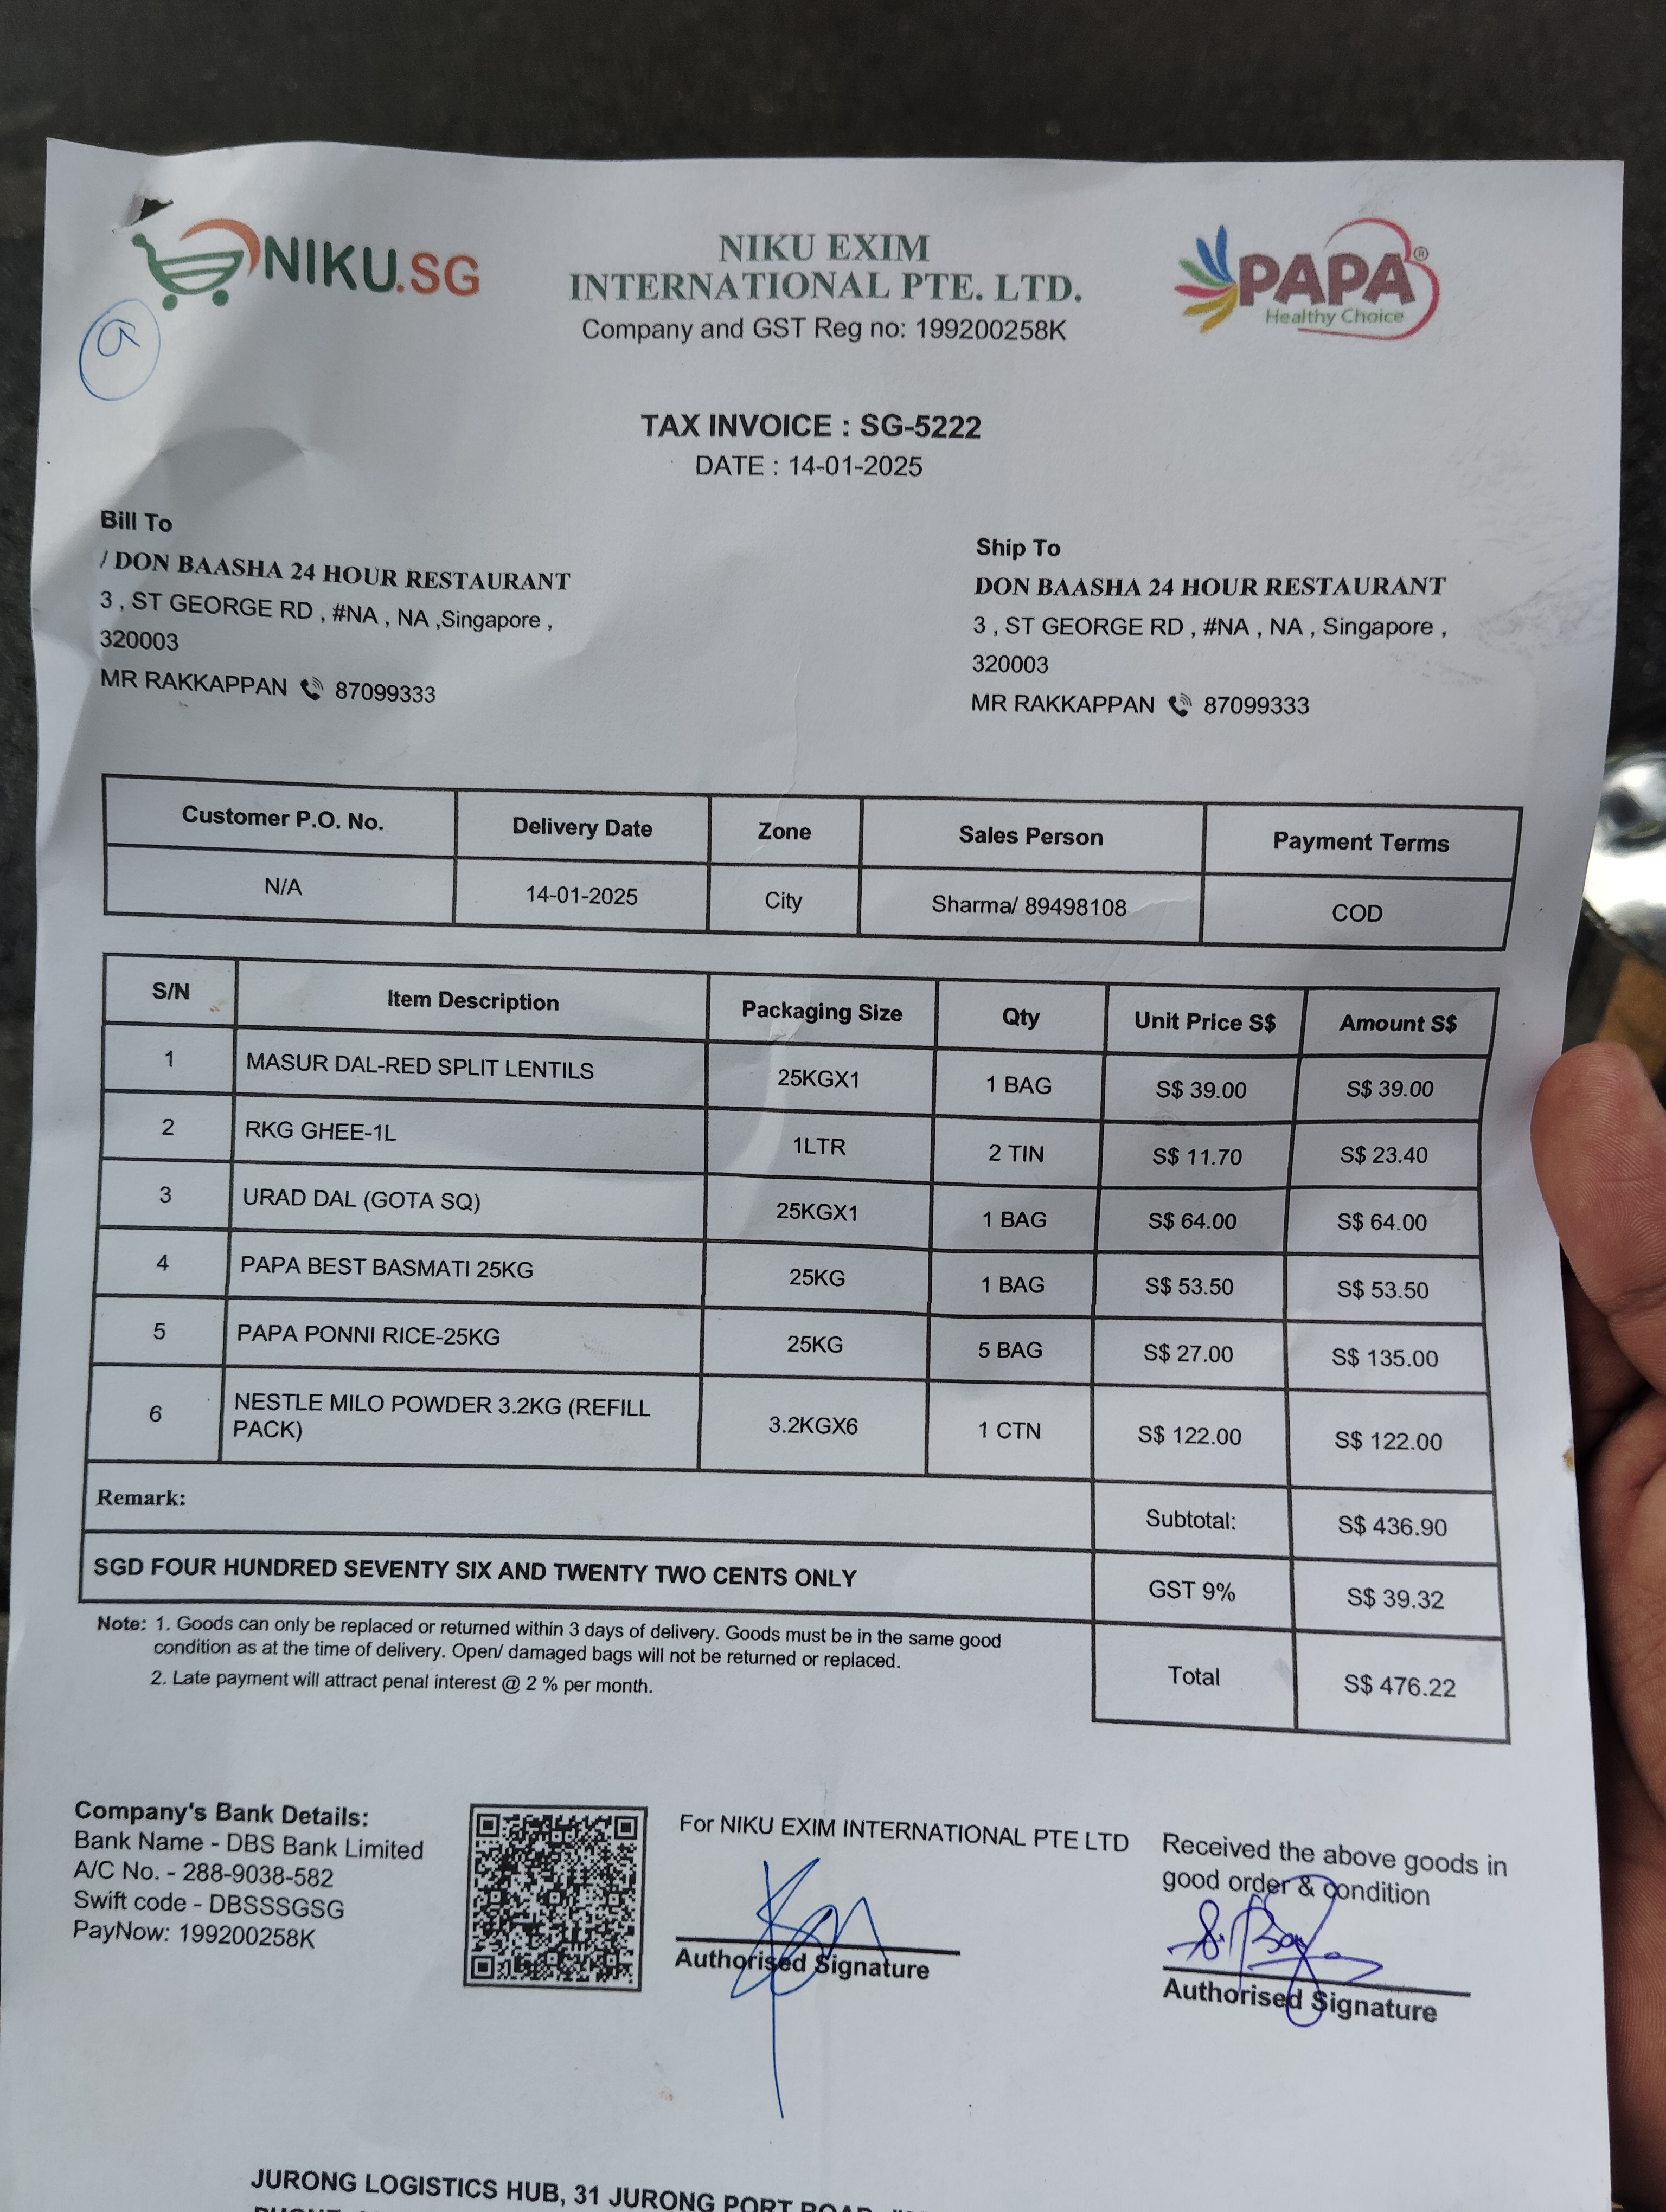 NIKU.SG
NIKU EXIM
INTERNATIONAL PTE. LTD.
Company and GST Reg no: 199200258K
PAPA®
Healthy Choice
TAX INVOICE : SG-5222
DATE : 14-01-2025
Bill To
/ DON BAASHA 24 HOUR RESTAURANT
3 , ST GEORGE RD , #NA , NA ,Singapore ,
320003
MR RAKKAPPAN 87099333
Ship To
DON BAASHA 24 HOUR RESTAURANT
3 , ST GEORGE RD , #NA , NA , Singapore ,
320003
MR RAKKAPPAN 87099333
Customer P.O. No. Delivery Date Zone Sales Person Payment Terms
N/A 14-01-2025 City Sharma/ 89498108 COD
S/N Item Description Packaging Size Qty Unit Price S$ Amount S$
1 MASUR DAL-RED SPLIT LENTILS 25KGX1 1 BAG S$ 39.00 S$ 39.00
2 RKG GHEE-1L 1LTR 2 TIN S$ 11.70 S$ 23.40
3 URAD DAL (GOTA SQ) 25KGX1 1 BAG S$ 64.00 S$ 64.00
4 PAPA BEST BASMATI 25KG 25KG 1 BAG S$ 53.50 S$ 53.50
5 PAPA PONNI RICE-25KG 25KG 5 BAG S$ 27.00 S$ 135.00
6 NESTLE MILO POWDER 3.2KG (REFILL
PACK) 3.2KGX6 1 CTN S$ 122.00 S$ 122.00
Remark:
Subtotal: S$ 436.90
SGD FOUR HUNDRED SEVENTY SIX AND TWENTY TWO CENTS ONLY
GST 9% S$ 39.32
Total S$ 476.22
Note: 1. Goods can only be replaced or returned within 3 days of delivery. Goods must be in the same good
condition as at the time of delivery. Open/ damaged bags will not be returned or replaced.
2. Late payment will attract penal interest @ 2 % per month.
Company's Bank Details:
Bank Name - DBS Bank Limited
A/C No. - 288-9038-582
Swift code - DBSSSGSG
PayNow: 199200258K
For NIKU EXIM INTERNATIONAL PTE LTD
Authorised Signature
Received the above goods in
good order & condition
Authorised Signature
JURONG LOGISTICS HUB, 31 JURONG PORT ROAD,